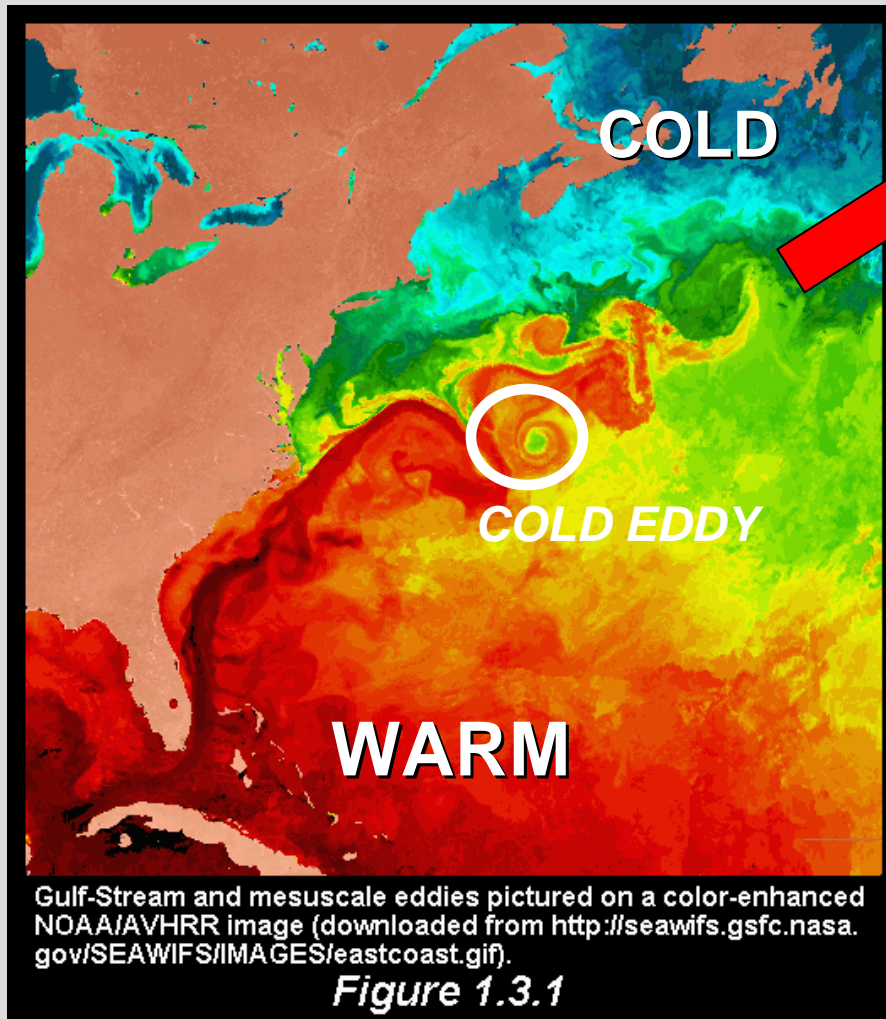 COLD
COLD EDDY
WARM
Gulf-Stream and mesuscale eddies pictured on a color-enhanced
NOAA/AVHRR image (downloaded from http://seawifs.gsfc.nasa.
gov/SEAWIFS/IMAGES/eastcoast.gif).
Figure 1.3.1